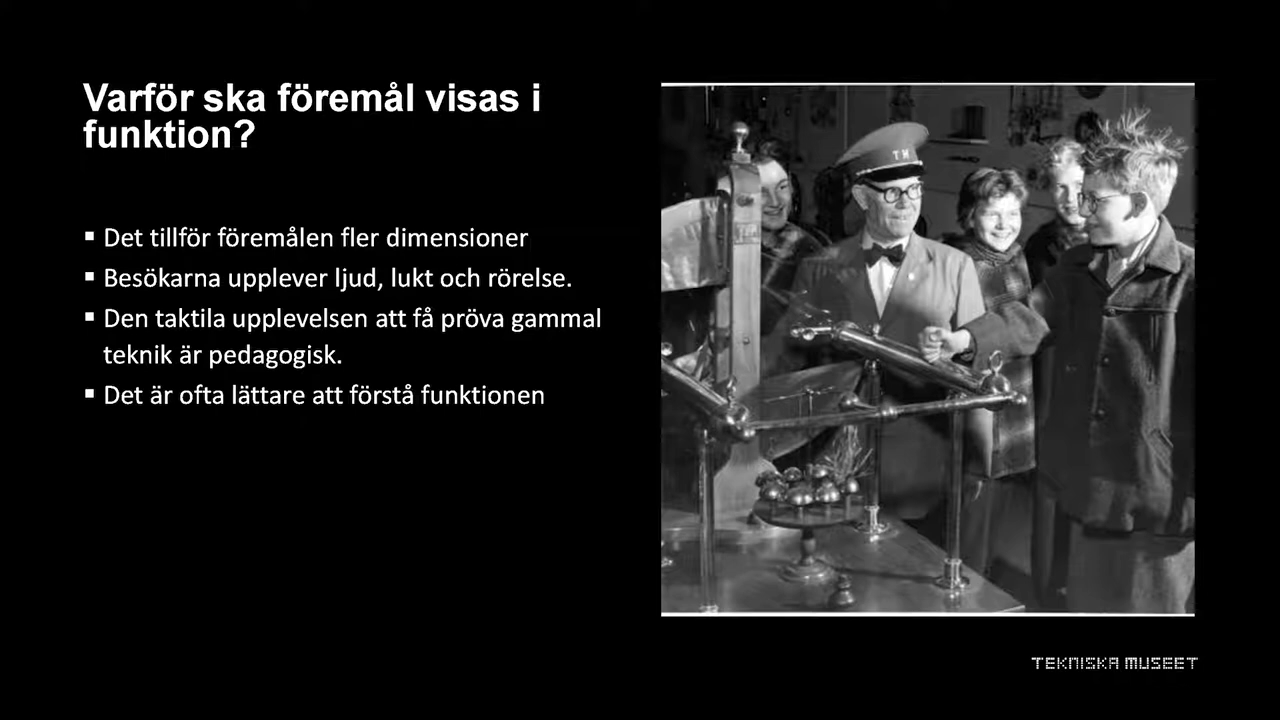 Varför ska föremål visas i
funktion?
▪ Det tillför föremålen fler dimensioner
▪ Besökarna upplever ljud, lukt och rörelse.
▪ Den taktila upplevelsen att få pröva gammal
teknik är pedagogisk.
▪ Det är ofta lättare att förstå funktionen
TM
TEKNISKA MUSEET